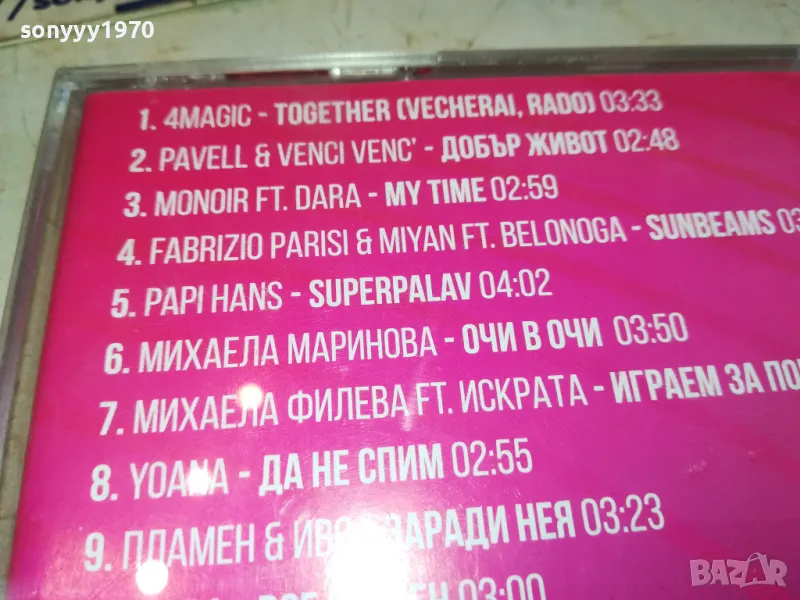 sonyyy1970
1. 4MAGIC - TOGETHER (VECHERAI, RADO) 03:33
2. PAVELL & VENCI VENC' - ДОБЪР ЖИВОТ 02:48
3. MONOIR FT. DARA - MY TIME 02:59
4. FABRIZIO PARISI & MIYAN FT. BELONOGA - SUNBEAMS
5. PAPI HANS - SUPERPALAV 04:02
6. МИХАЕЛА МАРИНОВА - ОЧИ В ОЧИ 03:50
7. МИХАЕЛА ФИЛЕВА FT. ИСКРАТА - ИГРАЕМ ЗА
8. YOANA - ДА НЕ СПИМ 02:55
9. ПЛАМЕН & ЗАРАДИ НЕЯ 03:23
03:00
BAZAR